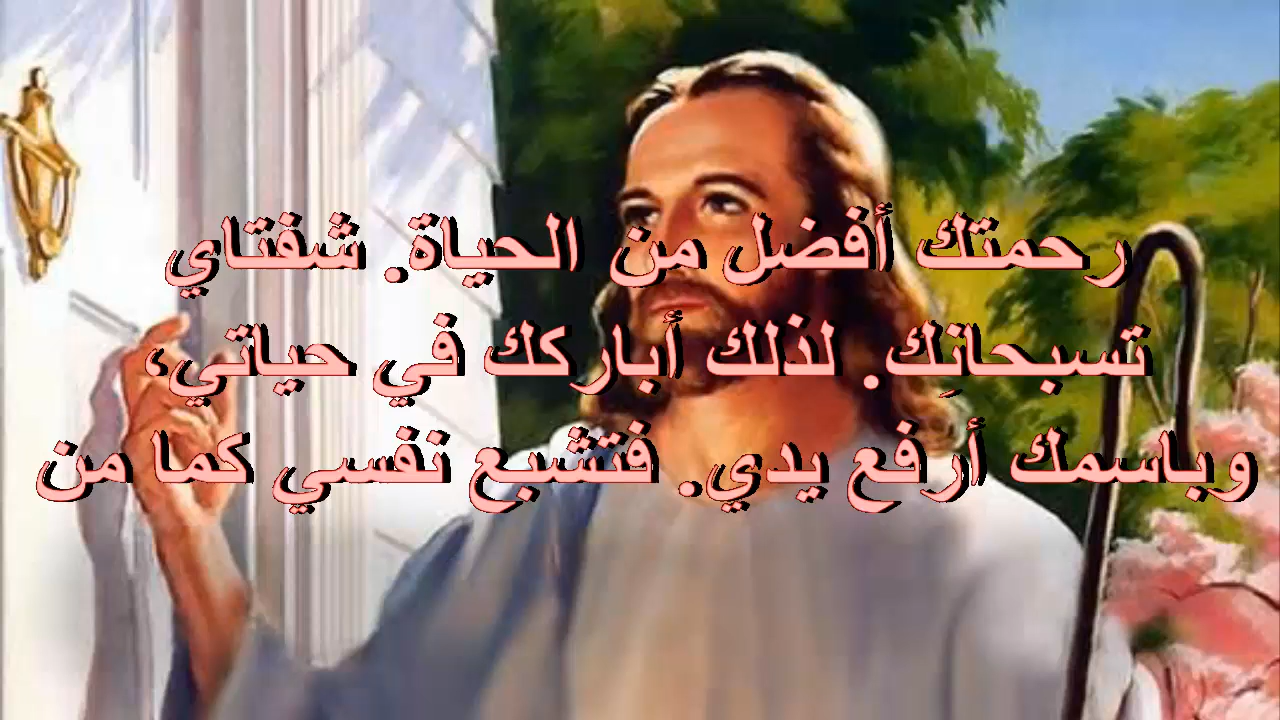 رحمتك أفضل من الحياة. شفتاي
تسبحانِك. لذلك أباركك في حياتي،
وباسمك أرفع يدي. فتشبع نفسي كما من